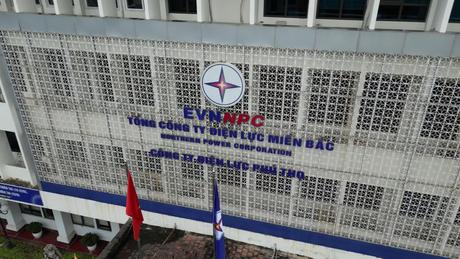 EVNNPC
TỔNG CÔNG TY ĐIỆN LỰC MIỀN BẮC
NORTHERN POWER CORPORATION
CÔNG TY ĐIỆN LỰC PHÚ THỌ